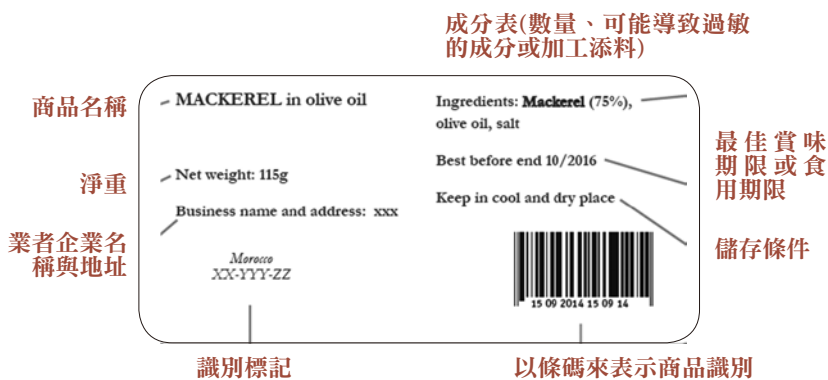 成分表(數量、可能導致過敏
的成分或加工添料)
商品名稱
MACKEREL in olive oil
Ingredients: Mackerel (75%),
olive oil, salt
最佳賞味
期限或食
用期限
Best before end 10/2016
淨重
Net weight: 115g
Keep in cool and dry place
Business name and address: xxx
業者企業名
稱與地址
儲存條件
Morocco
XX-YYY-ZZ
15 09 2014 15 09 14
識別標記
以條碼來表示商品識別